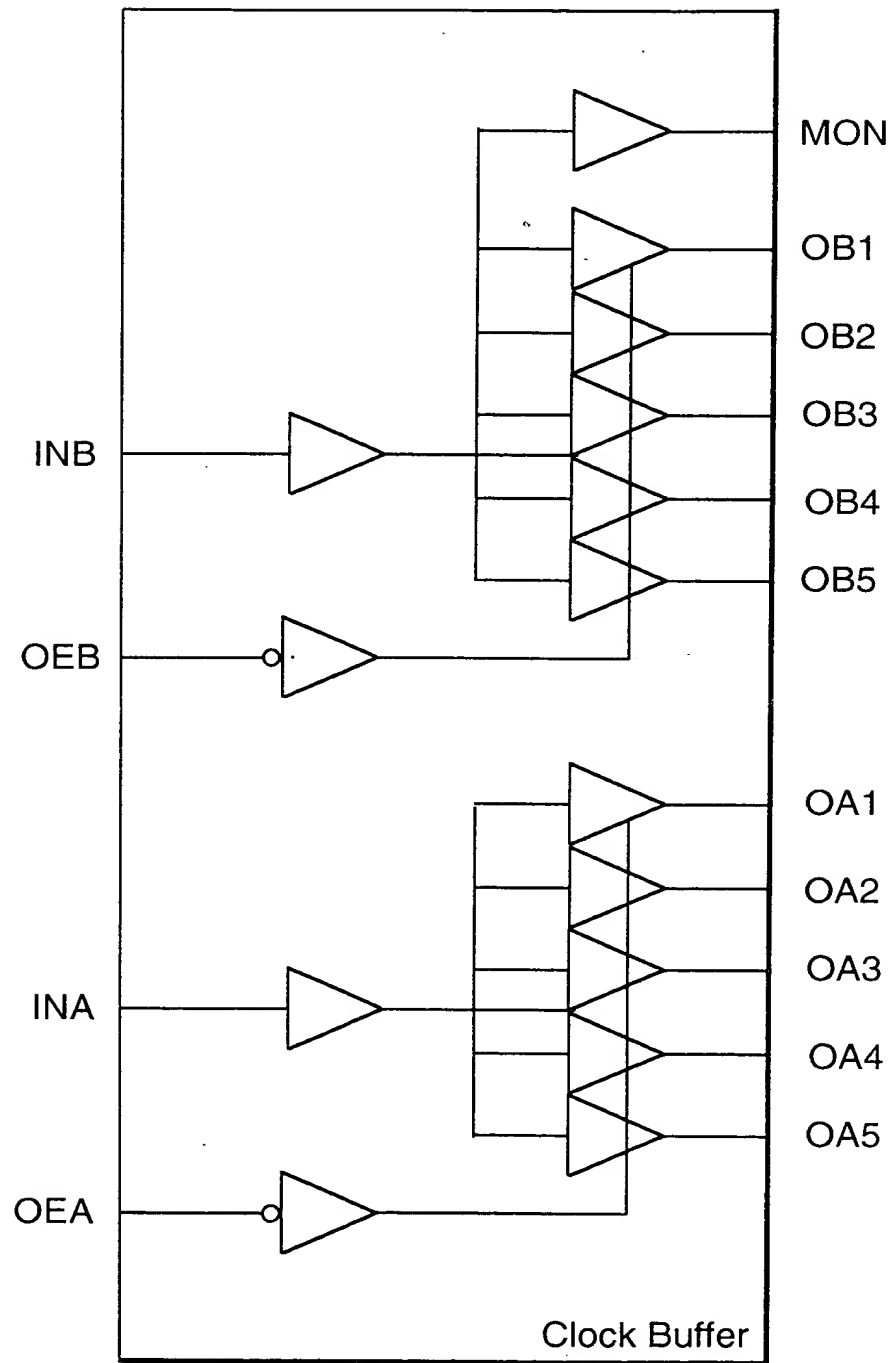 MON
OB1
OB2
OB3
INB
OB4
OB5
OEB
OA1
OA2
OA3
INA
OA4
OA5
OEA
Clock Buffer